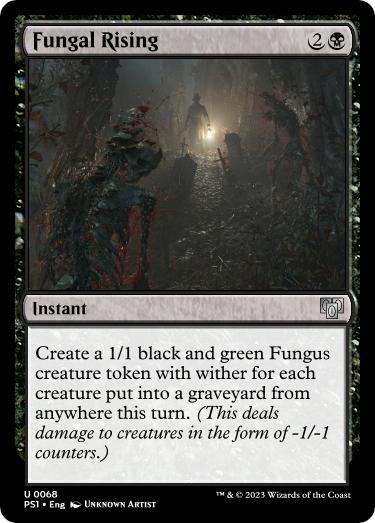 Fungal Rising 2
Instant
Create a 1/1 black and green Fungus
creature token with wither for each
creature put into a graveyard from
anywhere this turn. (This deals
damage to creatures in the form of -1/-1
counters.)
U 0068
PS1 • Eng Unknown Artist
™ & © 2023 Wizards of the Coast